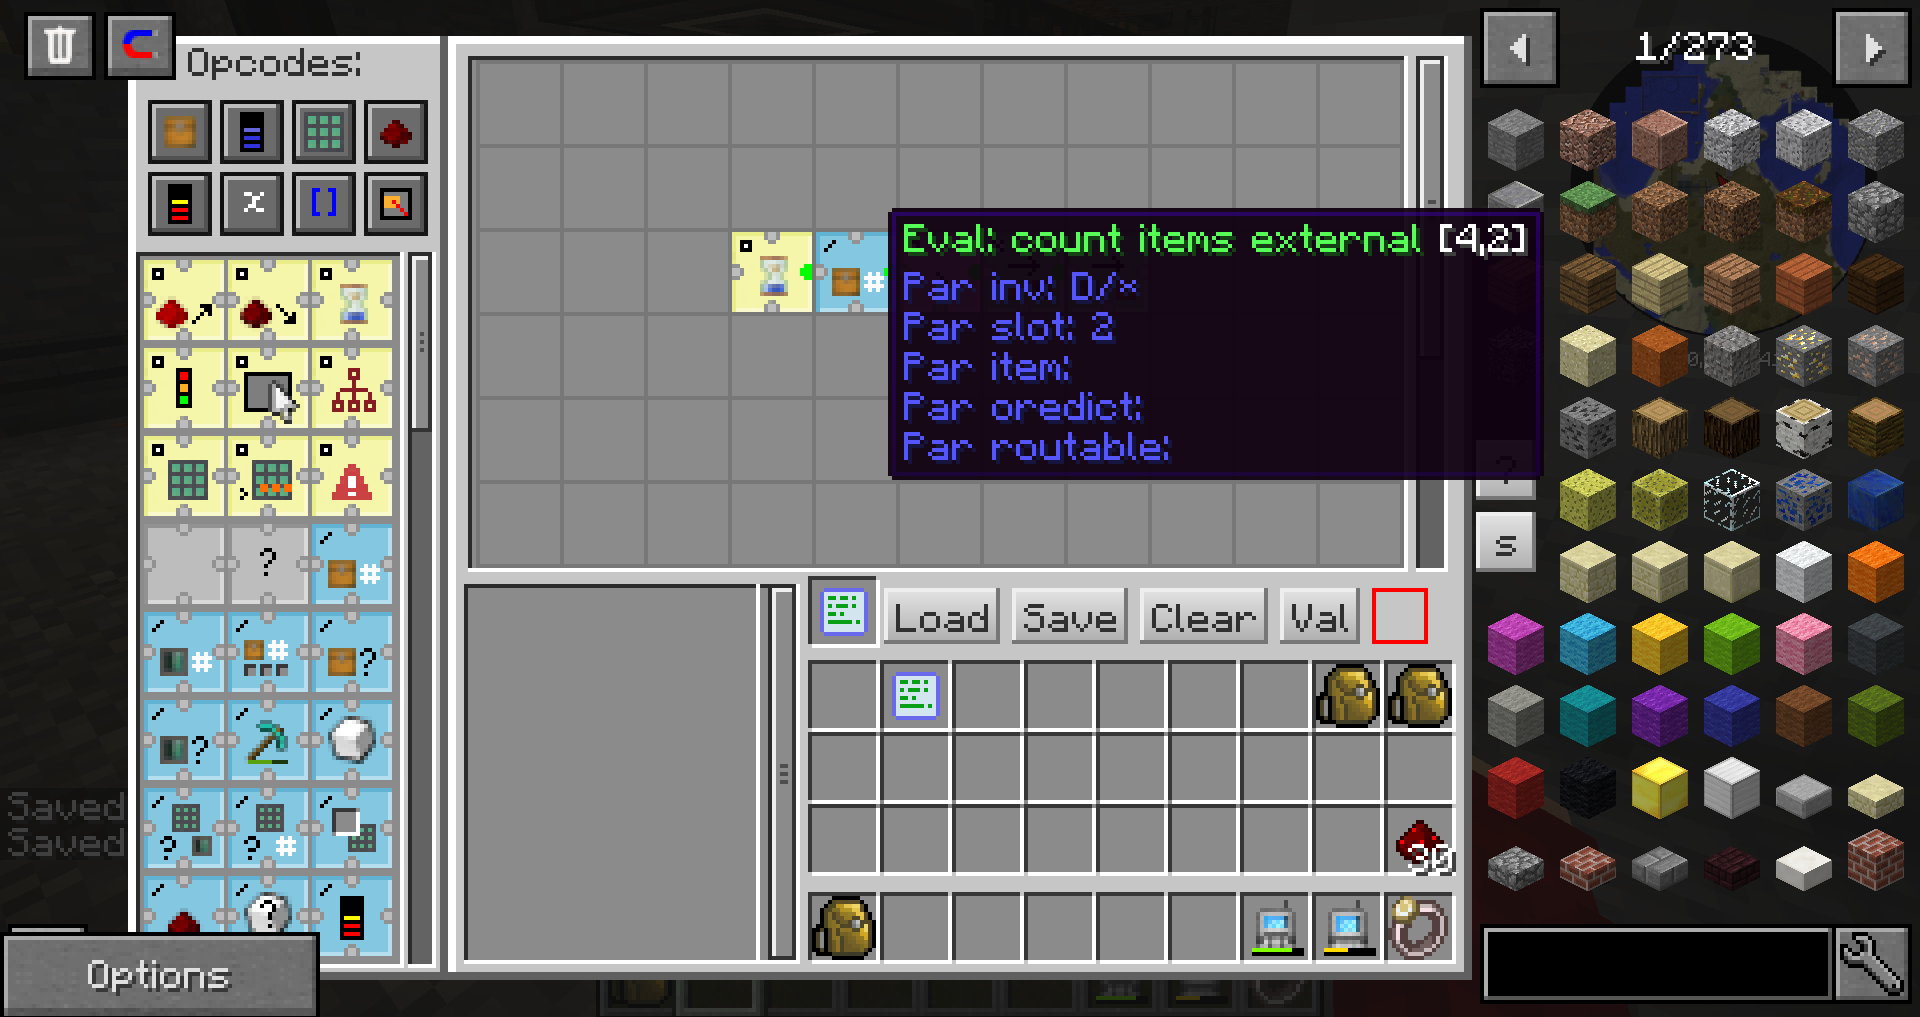 Opcodes:
1/273
x
[]
Eval: count items external [4,2]
Par inv: D/×
Par slot: 2
Par item:
Par oredict:
Par routable:
#
?
s
?
#
#
#
?
?
?
?
#
?
Load
Save
Clear
Val
30
Saved
Saved
Options